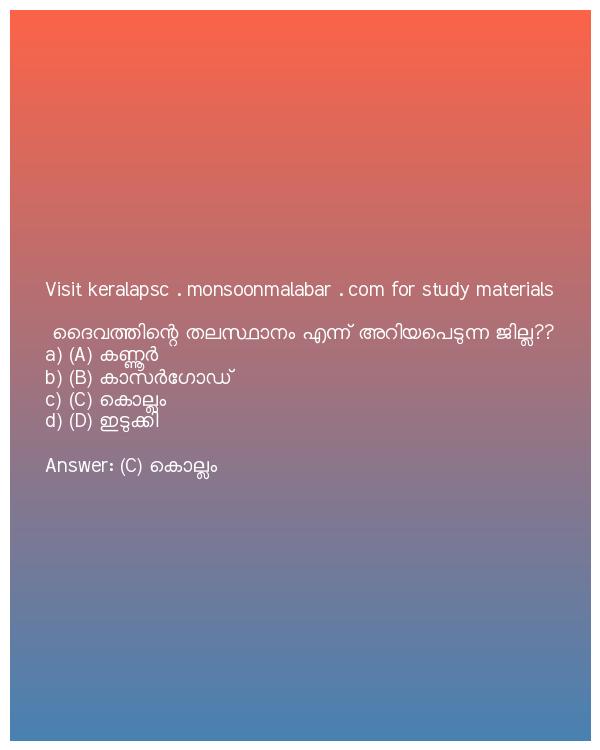 Visit keralapsc . monsoonmalabar . com for study materials
ദൈവത്തിന്റെ തലസ്ഥാനം എന്ന് അറിയപെടുന്ന ജില്ല??
a) (A) കണ്ണൂർ
b) (B) കാസർഗോഡ്
c) (C) കൊല്ലം
d) (D) ഇടുക്കി
Answer: (C) കൊല്ലം